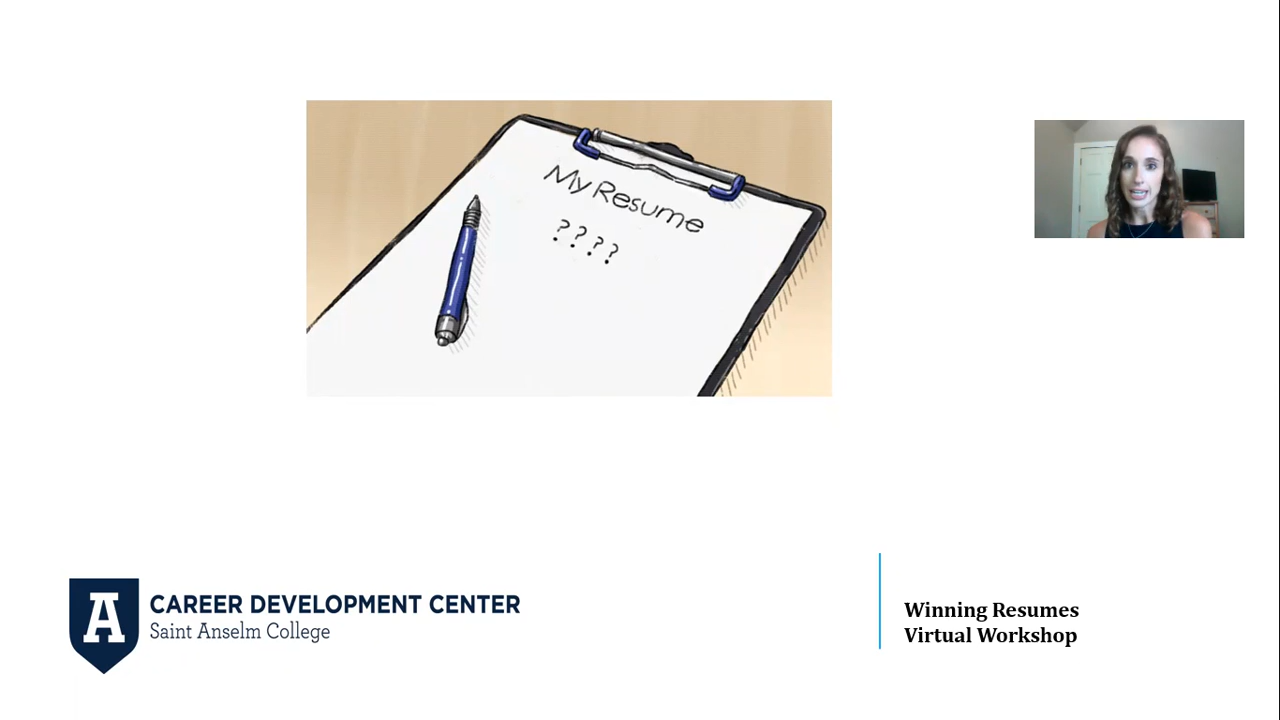 My Resume
????
A
CAREER DEVELOPMENT CENTER
Saint Anselm College
Winning Resumes
Virtual Workshop